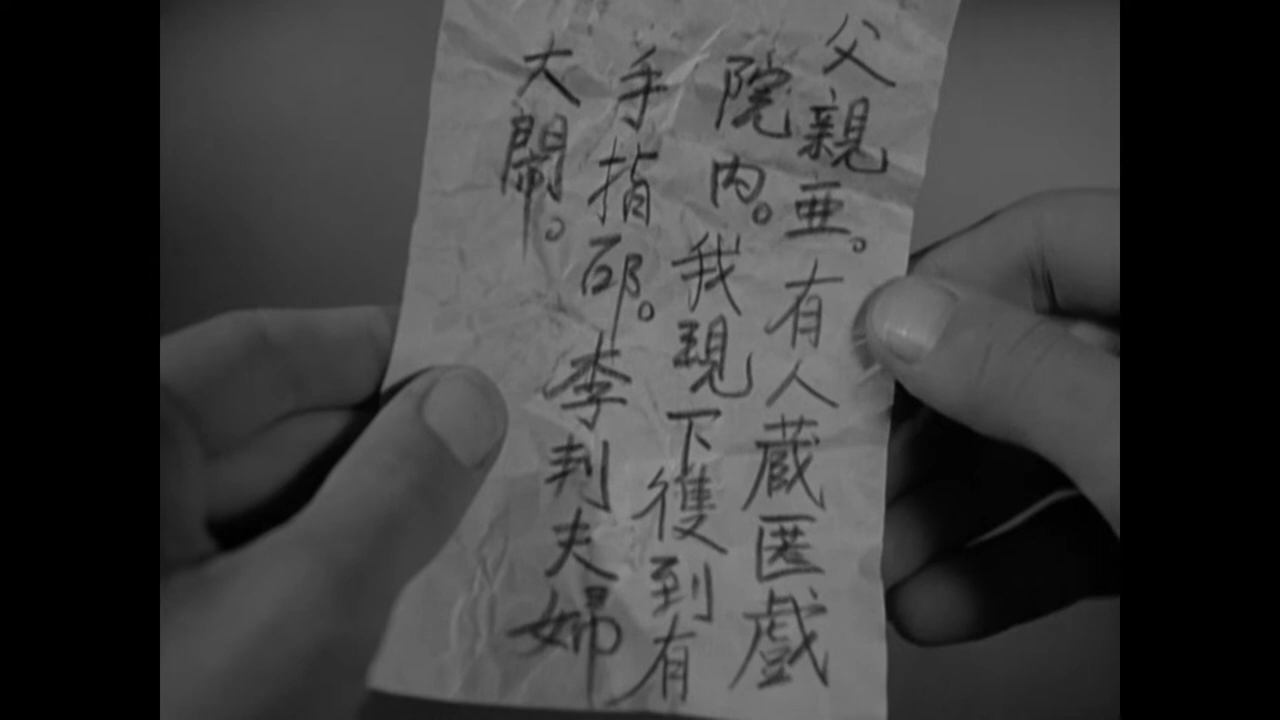 父親亜。有人蔵匿戲
院内。我現下獲到有
手指印。李判夫婦
大鬧。